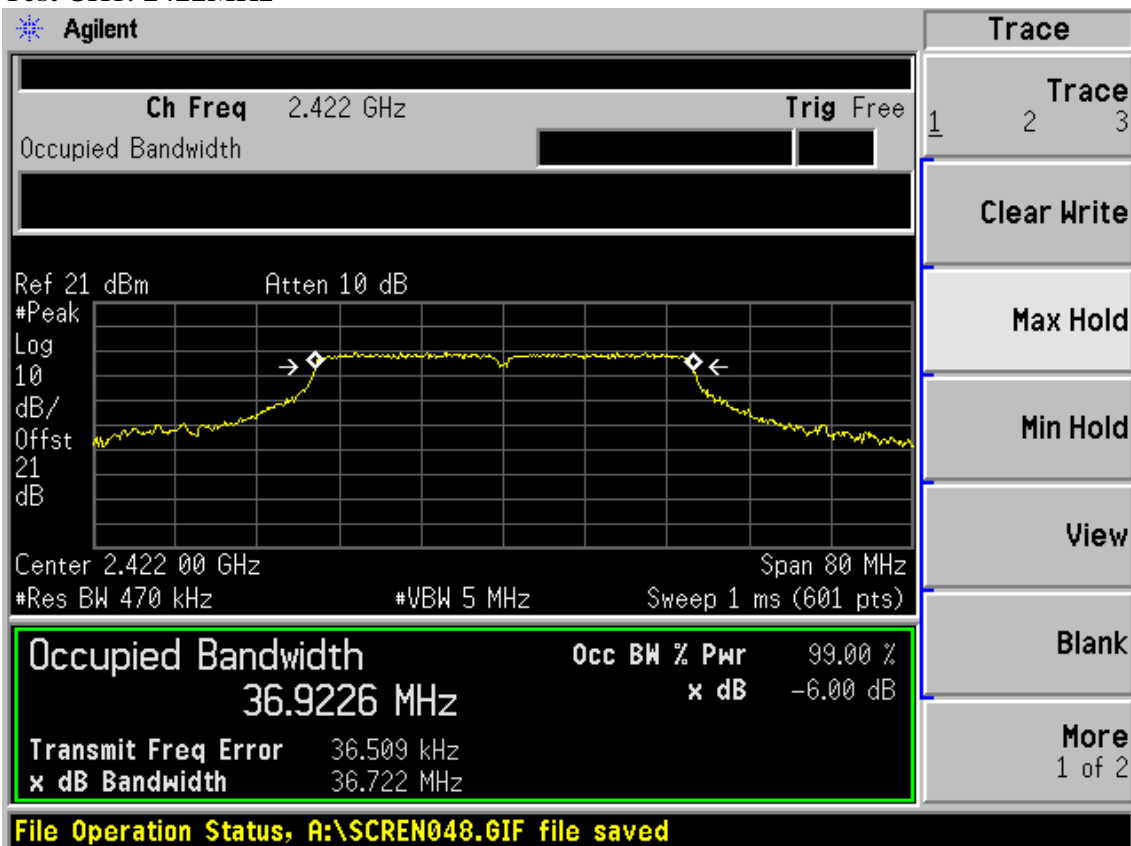 Agilent
Trace
Ch Freq 2.422 GHz Trig Free
Occupied Bandwidth
Trace
1 2 3
Clear Write
Max Hold
Min Hold
View
Blank
More
1 of 2
Ref 21 dBm Atten 10 dB
#Peak
Log
10
dB/
Offst
21
dB
Center 2.422 00 GHz Span 80 MHz
#Res BW 470 kHz #VBW 5 MHz Sweep 1 ms (601 pts)
Occupied Bandwidth
36.9226 MHz
Occ BW % Pwr 99.00 %
x dB -6.00 dB
Transmit Freq Error 36.509 kHz
x dB Bandwidth 36.722 MHz
File Operation Status, A:\SCREN048.GIF file saved